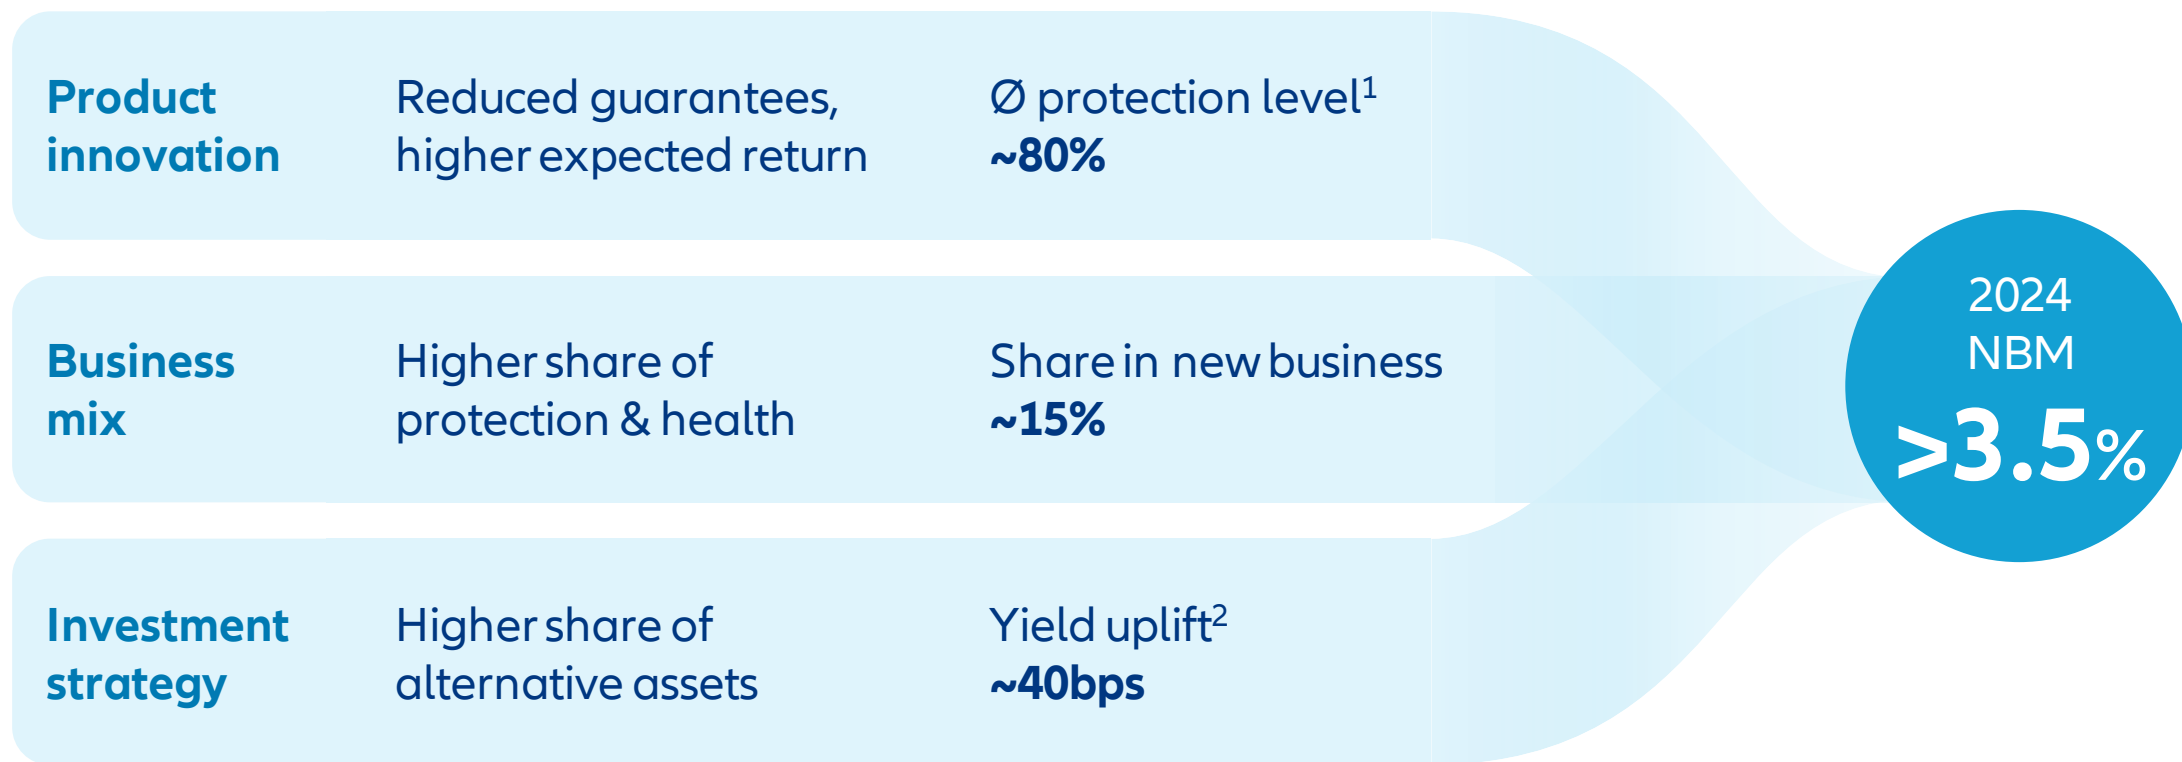 Product
innovation
Reduced guarantees,
higher expected return
Ø protection level¹
~80%
Business
mix
Higher share of
protection & health
Share in new business
~15%
Investment
strategy
Higher share of
alternative assets
Yield uplift²
~40bps
2024
NBM
>3.5%